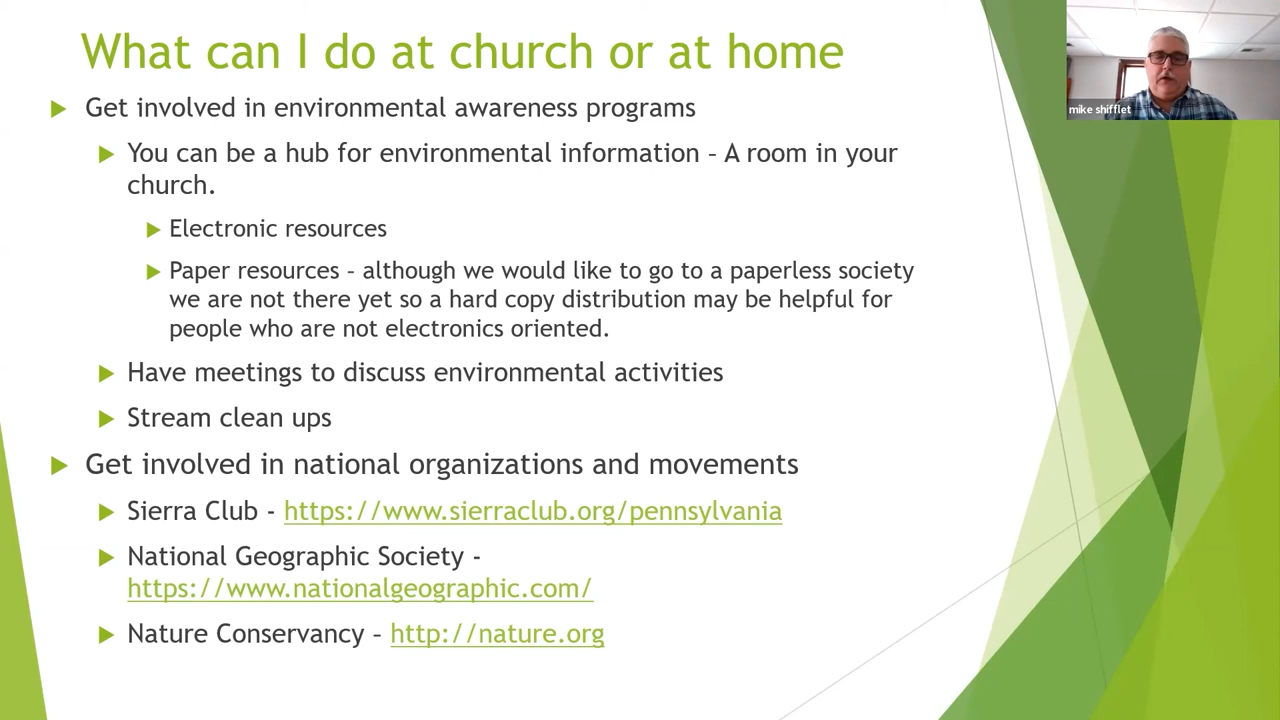 What can I do at church or at home
Get involved in environmental awareness programs
You can be a hub for environmental information – A room in your
church.
Electronic resources
Paper resources – although we would like to go to a paperless society
we are not there yet so a hard copy distribution may be helpful for
people who are not electronics oriented.
Have meetings to discuss environmental activities
Stream clean ups
Get involved in national organizations and movements
Sierra Club - https://www.sierraclub.org/pennsylvania
National Geographic Society -
https://www.nationalgeographic.com/
Nature Conservancy – http://nature.org
mike shifflet